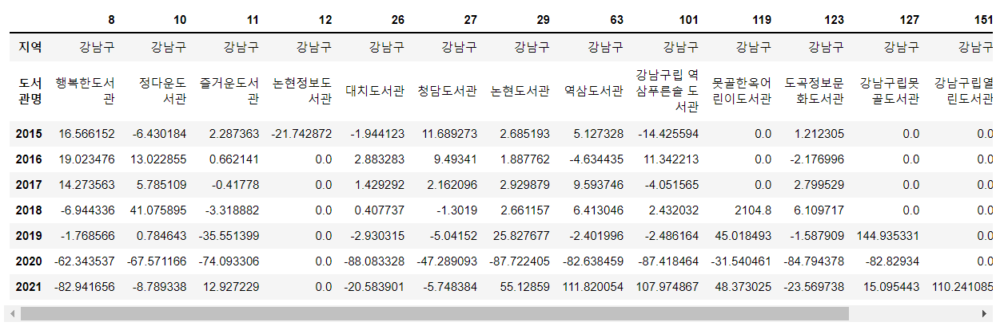 8 10 11 12 26 27 29 63 101 119 123 127 151
지역 강남구 강남구 강남구 강남구 강남구 강남구 강남구 강남구 강남구 강남구 강남구 강남구 강남구
도서관명 행복한도서관 정다운도서관 즐거운도서관 논현정보도서관 대치도서관 청담도서관 논현도서관 역삼도서관 강남구립 역삼푸른솔 도서관 못골한옥어린이도서관 도곡정보문화도서관 강남구립못골도서관 강남구립열린도서관
2015 16.566152 -6.430184 2.287363 -21.742872 -1.944123 11.689273 2.685193 5.127328 -14.425594 0.0 1.212305 0.0 0.0
2016 19.023476 13.022855 0.662141 0.0 2.883283 9.49341 1.887762 -4.634435 11.342213 0.0 -2.176996 0.0 0.0
2017 14.273563 5.785109 -0.41778 0.0 1.429292 2.162096 2.929879 9.593746 -4.051565 0.0 2.799529 0.0 0.0
2018 -6.944336 41.075895 -3.318882 0.0 0.407737 -1.3019 2.661157 6.413046 2.432032 2104.8 6.109717 0.0 0.0
2019 -1.768566 0.784643 -35.551399 0.0 -2.930315 -5.04152 25.827677 -2.401996 -2.486164 45.018493 -1.587909 144.935331 0.0
2020 -62.343537 -67.571166 -74.093306 0.0 -88.083328 -47.289093 -87.722405 -82.638459 -87.418464 -31.540461 -84.794378 -82.82934 0.0
2021 -82.941656 -8.789338 12.927229 0.0 -20.583901 -5.748384 55.12859 111.820054 107.974867 48.373025 -23.569738 15.095443 110.241085